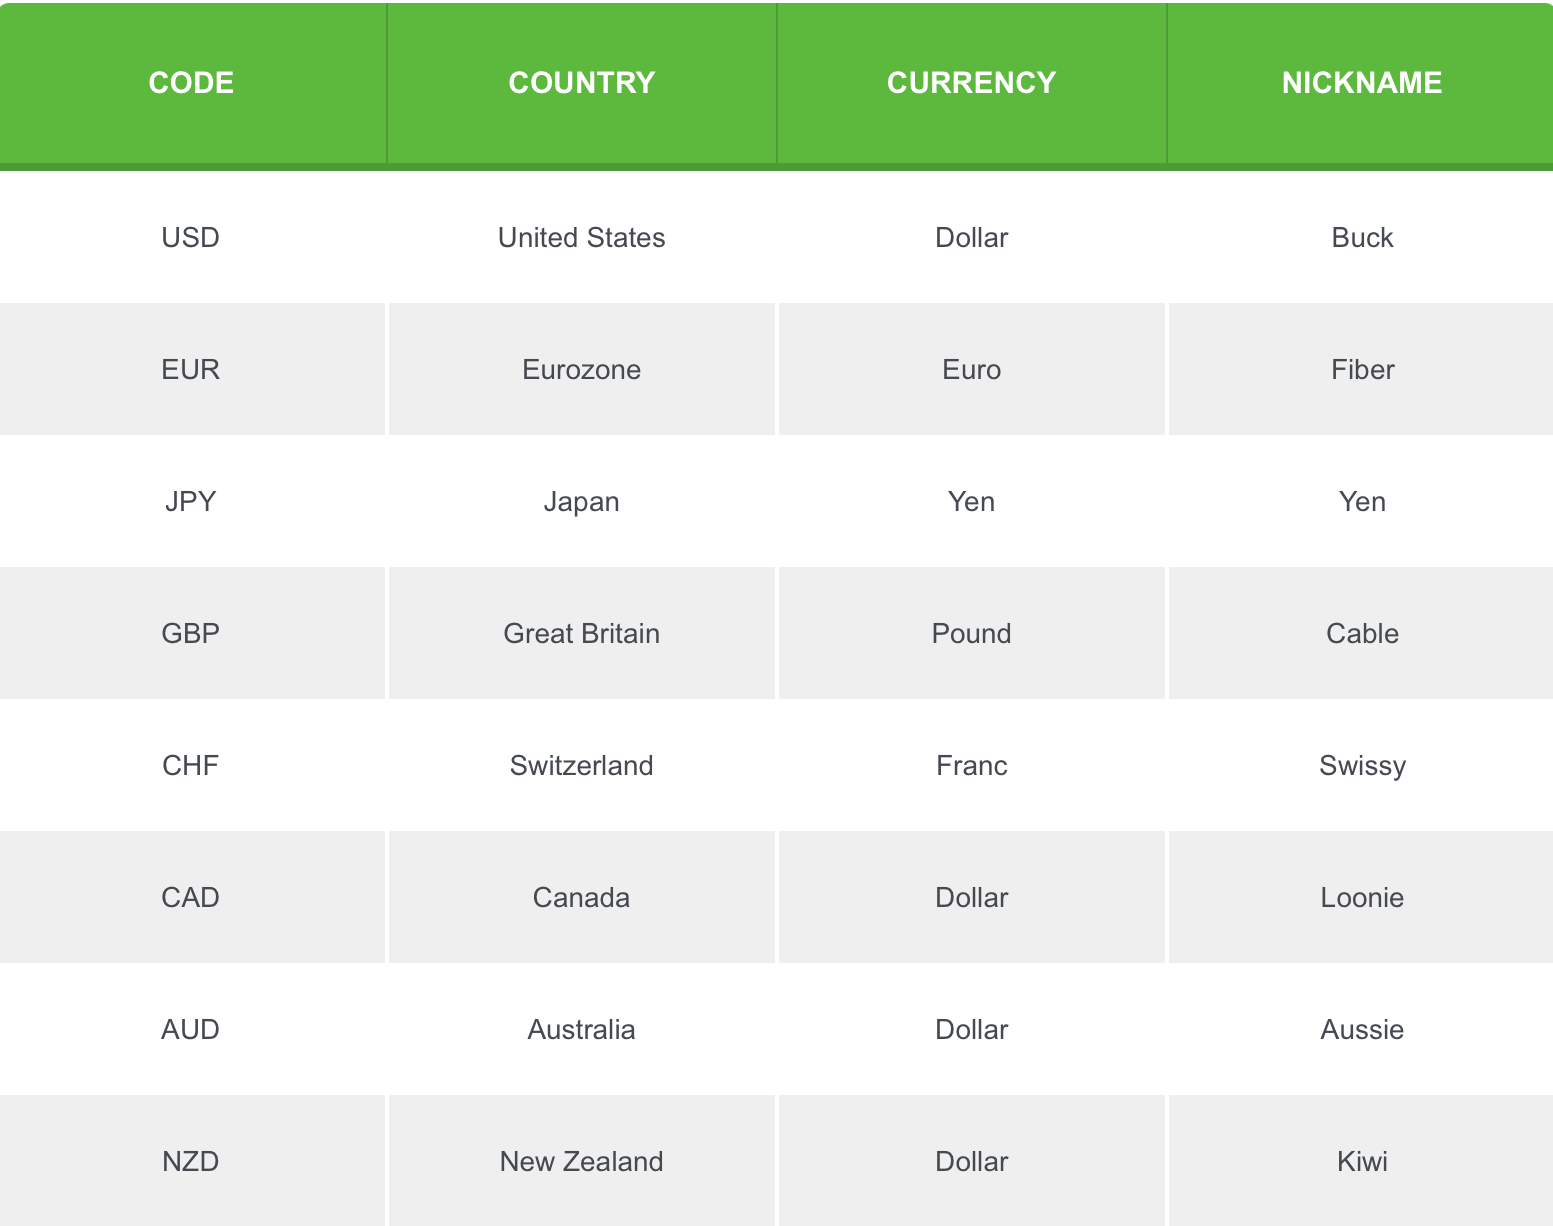 CODE COUNTRY CURRENCY NICKNAME
USD United States Dollar Buck
EUR Eurozone Euro Fiber
JPY Japan Yen Yen
GBP Great Britain Pound Cable
CHF Switzerland Franc Swissy
CAD Canada Dollar Loonie
AUD Australia Dollar Aussie
NZD New Zealand Dollar Kiwi